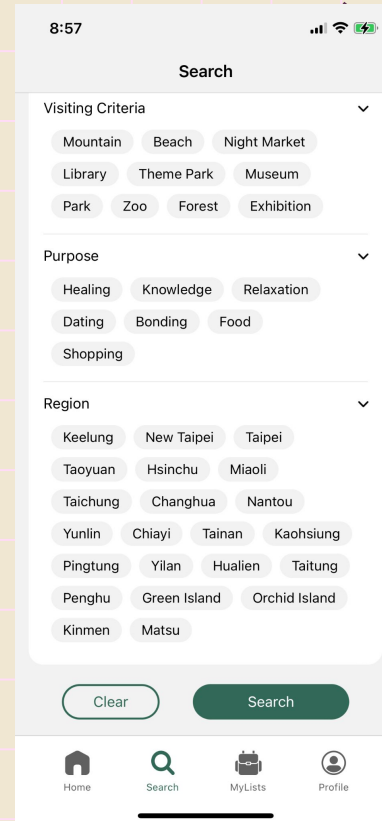 8:57
Search
Visiting Criteria
Mountain Beach Night Market
Library Theme Park Museum
Park Zoo Forest Exhibition
Purpose
Healing Knowledge Relaxation
Dating Bonding Food
Shopping
Region
Keelung New Taipei Taipei
Taoyuan Hsinchu Miaoli
Taichung Changhua Nantou
Yunlin Chiayi Tainan Kaohsiung
Pingtung Yilan Hualien Taitung
Penghu Green Island Orchid Island
Kinmen Matsu
Clear Search
Home Search MyLists Profile